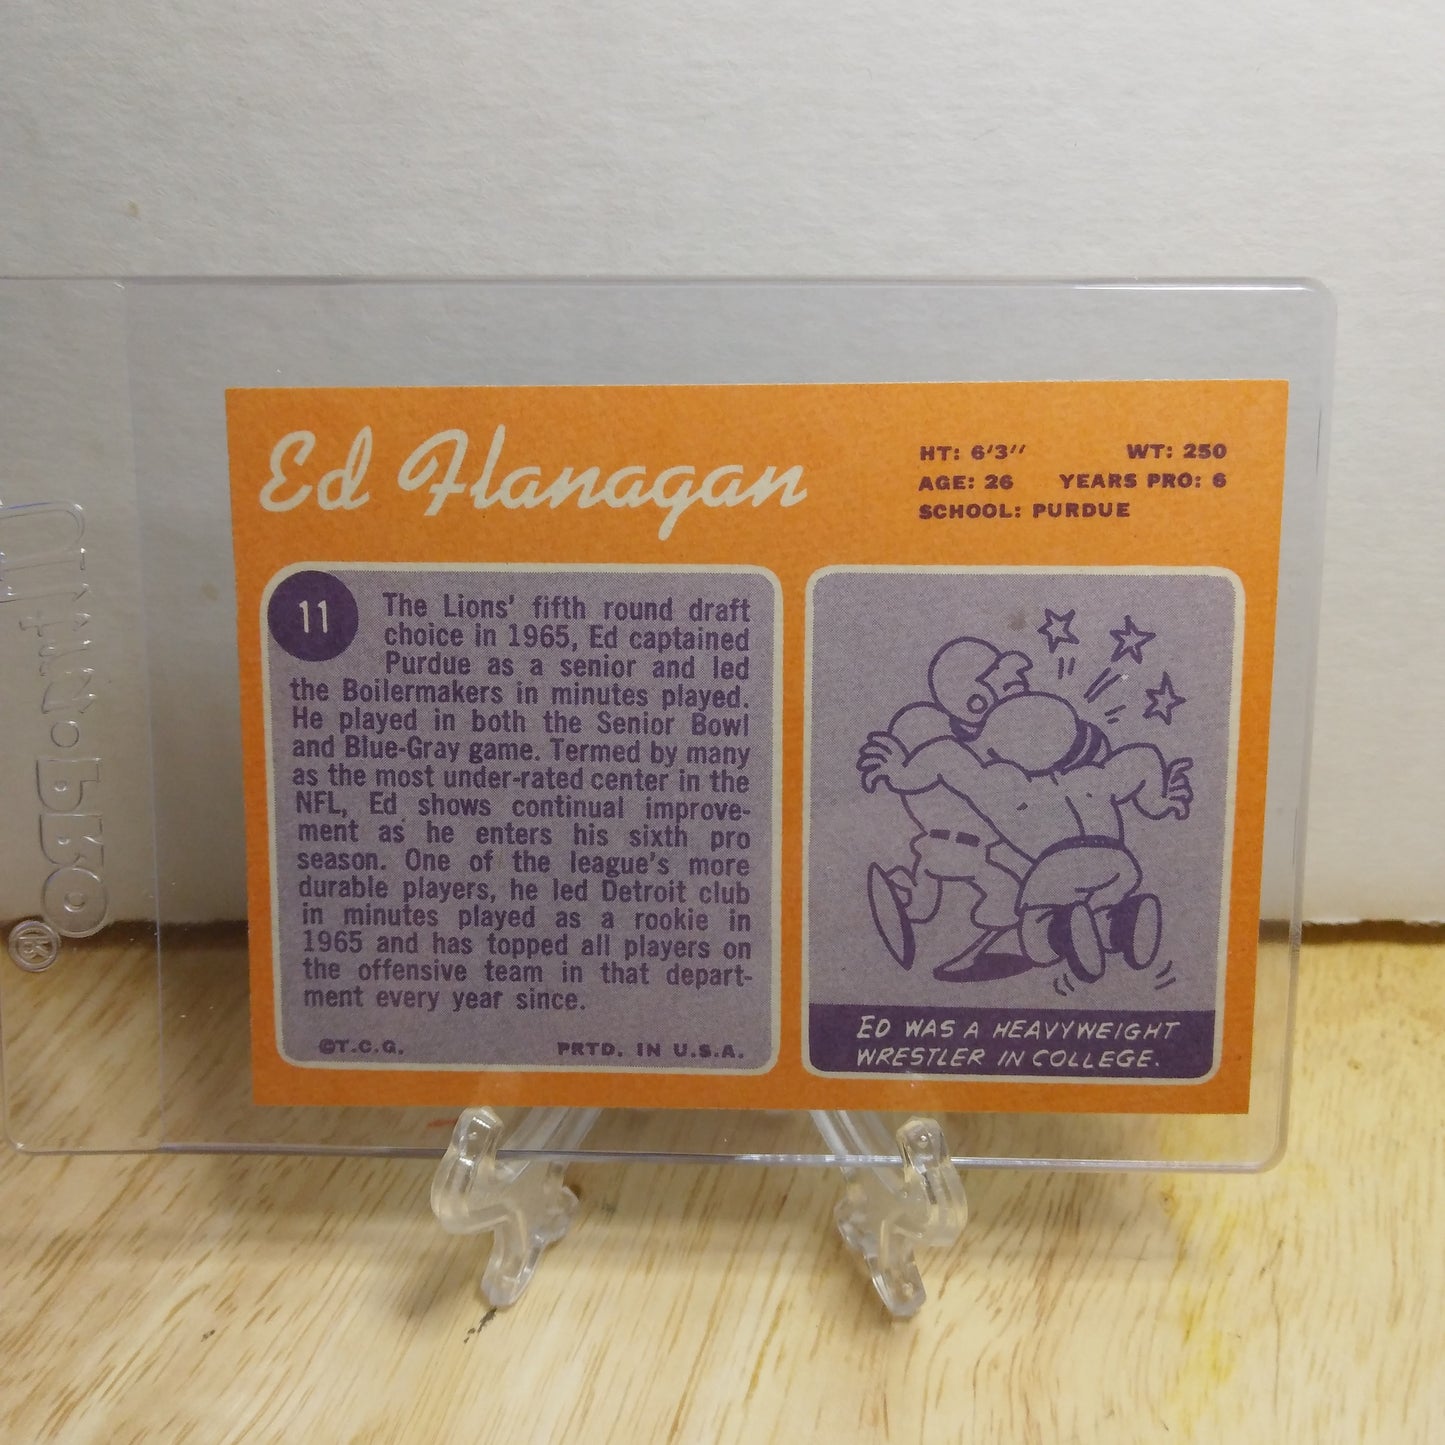 Ed Flanagan
HT: 6'3'' WT: 250
AGE: 26 YEARS PRO: 6
SCHOOL: PURDUE
11
The Lions' fifth round draft
choice in 1965, Ed captained
Purdue as a senior and led
the Boilermakers in minutes played.
He played in both the Senior Bowl
and Blue-Gray game. Termed by many
as the most under-rated center in the
NFL, Ed shows continual improve-
ment as he enters his sixth pro
season. One of the league's more
durable players, he led Detroit club
in minutes played as a rookie in
1965 and has topped all players on
the offensive team in that depart-
ment every year since.
©T.C.G. PRTD. IN U.S.A.
ED WAS A HEAVYWEIGHT
WRESTLER IN COLLEGE.
Ultra•PRO®